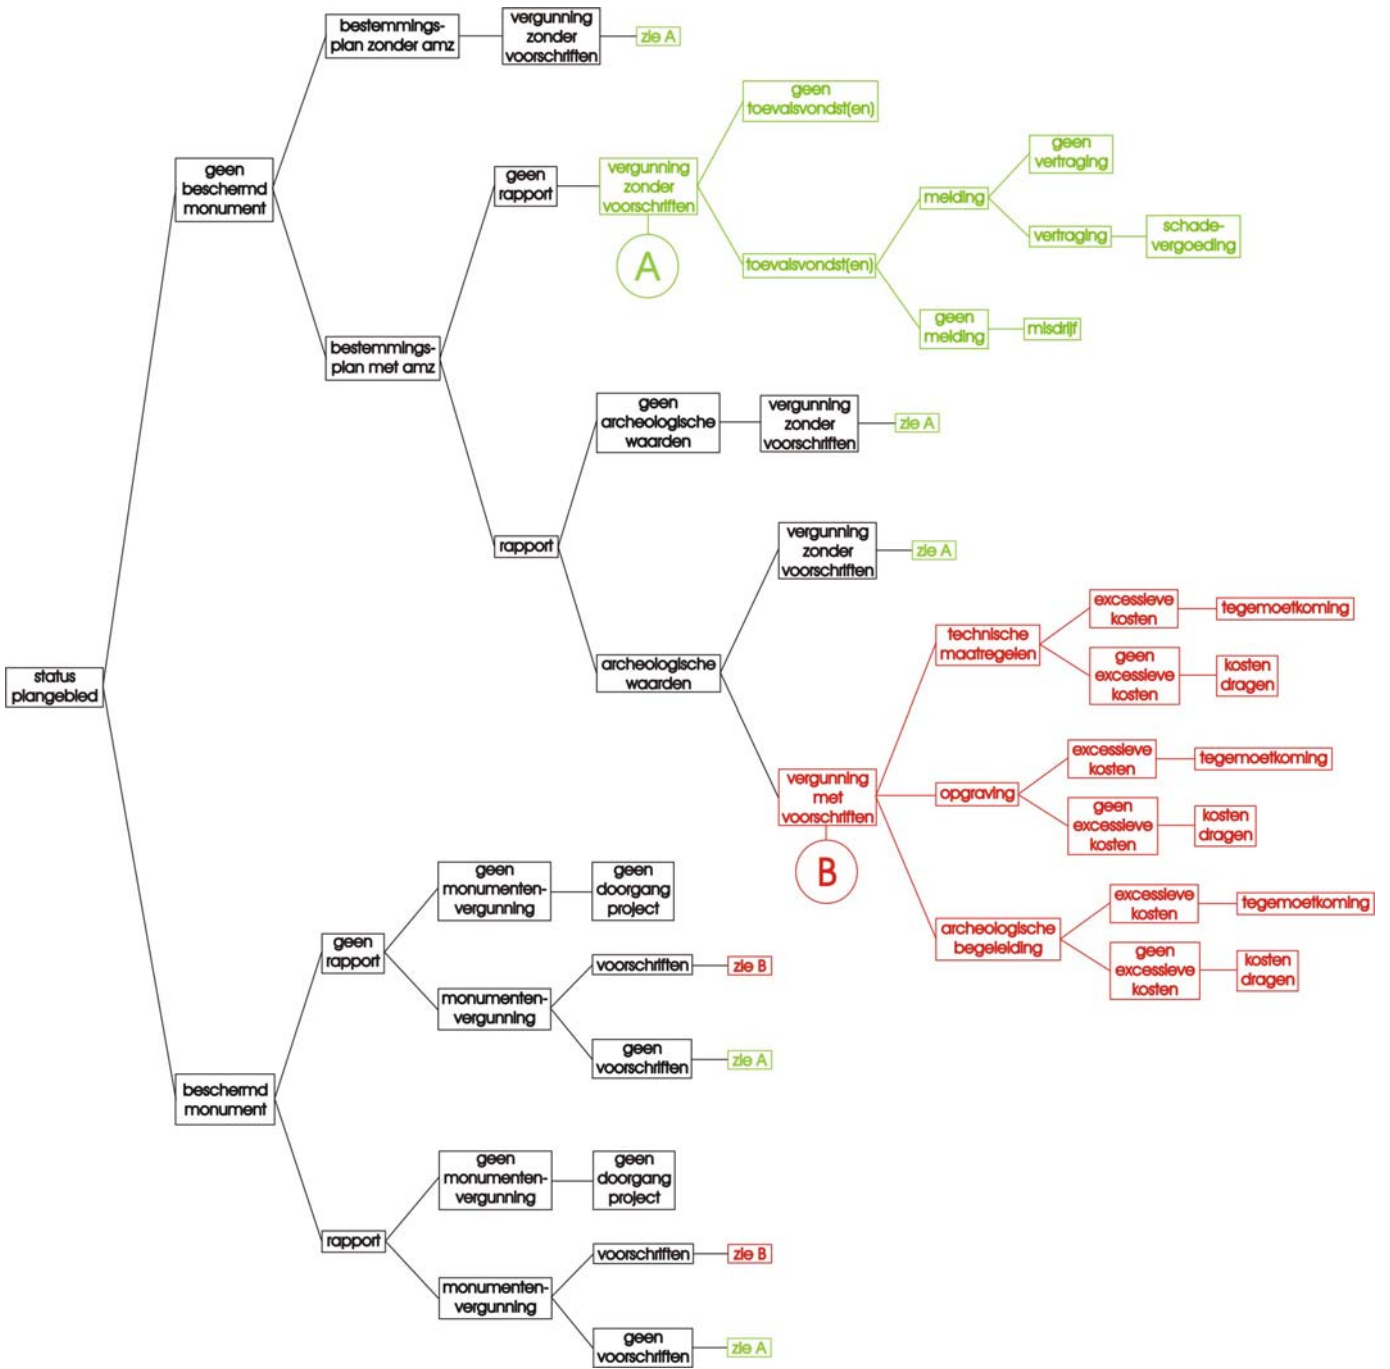 bestemmings-
plan zonder amz
vergunning
zonder
voorschriften
zie A
geen
toevalsvondst(en)
geen
beschermd
monument
geen
rapport
vergunning
zonder
voorschriften
A
melding
geen
vertraging
vertraging
schade-
vergoeding
toevalsvondst(en)
geen
melding
misdrijf
bestemmings-
plan met amz
geen
archeologische
waarden
vergunning
zonder
voorschriften
zie A
rapport
vergunning
zonder
voorschriften
zie A
status
plangebied
archeologische
waarden
technische
maatregelen
excessieve
kosten
tegemoetkoming
geen
excessieve
kosten
kosten
dragen
vergunning
met
voorschriften
B
opgraving
excessieve
kosten
tegemoetkoming
geen
excessieve
kosten
kosten
dragen
archeologische
begeleiding
excessieve
kosten
tegemoetkoming
geen
excessieve
kosten
kosten
dragen
geen
monumenten-
vergunning
geen
doorgang
project
geen
rapport
monumenten-
vergunning
voorschriften
zie B
geen
voorschriften
zie A
beschermd
monument
geen
monumenten-
vergunning
geen
doorgang
project
rapport
monumenten-
vergunning
voorschriften
zie B
geen
voorschriften
zie A